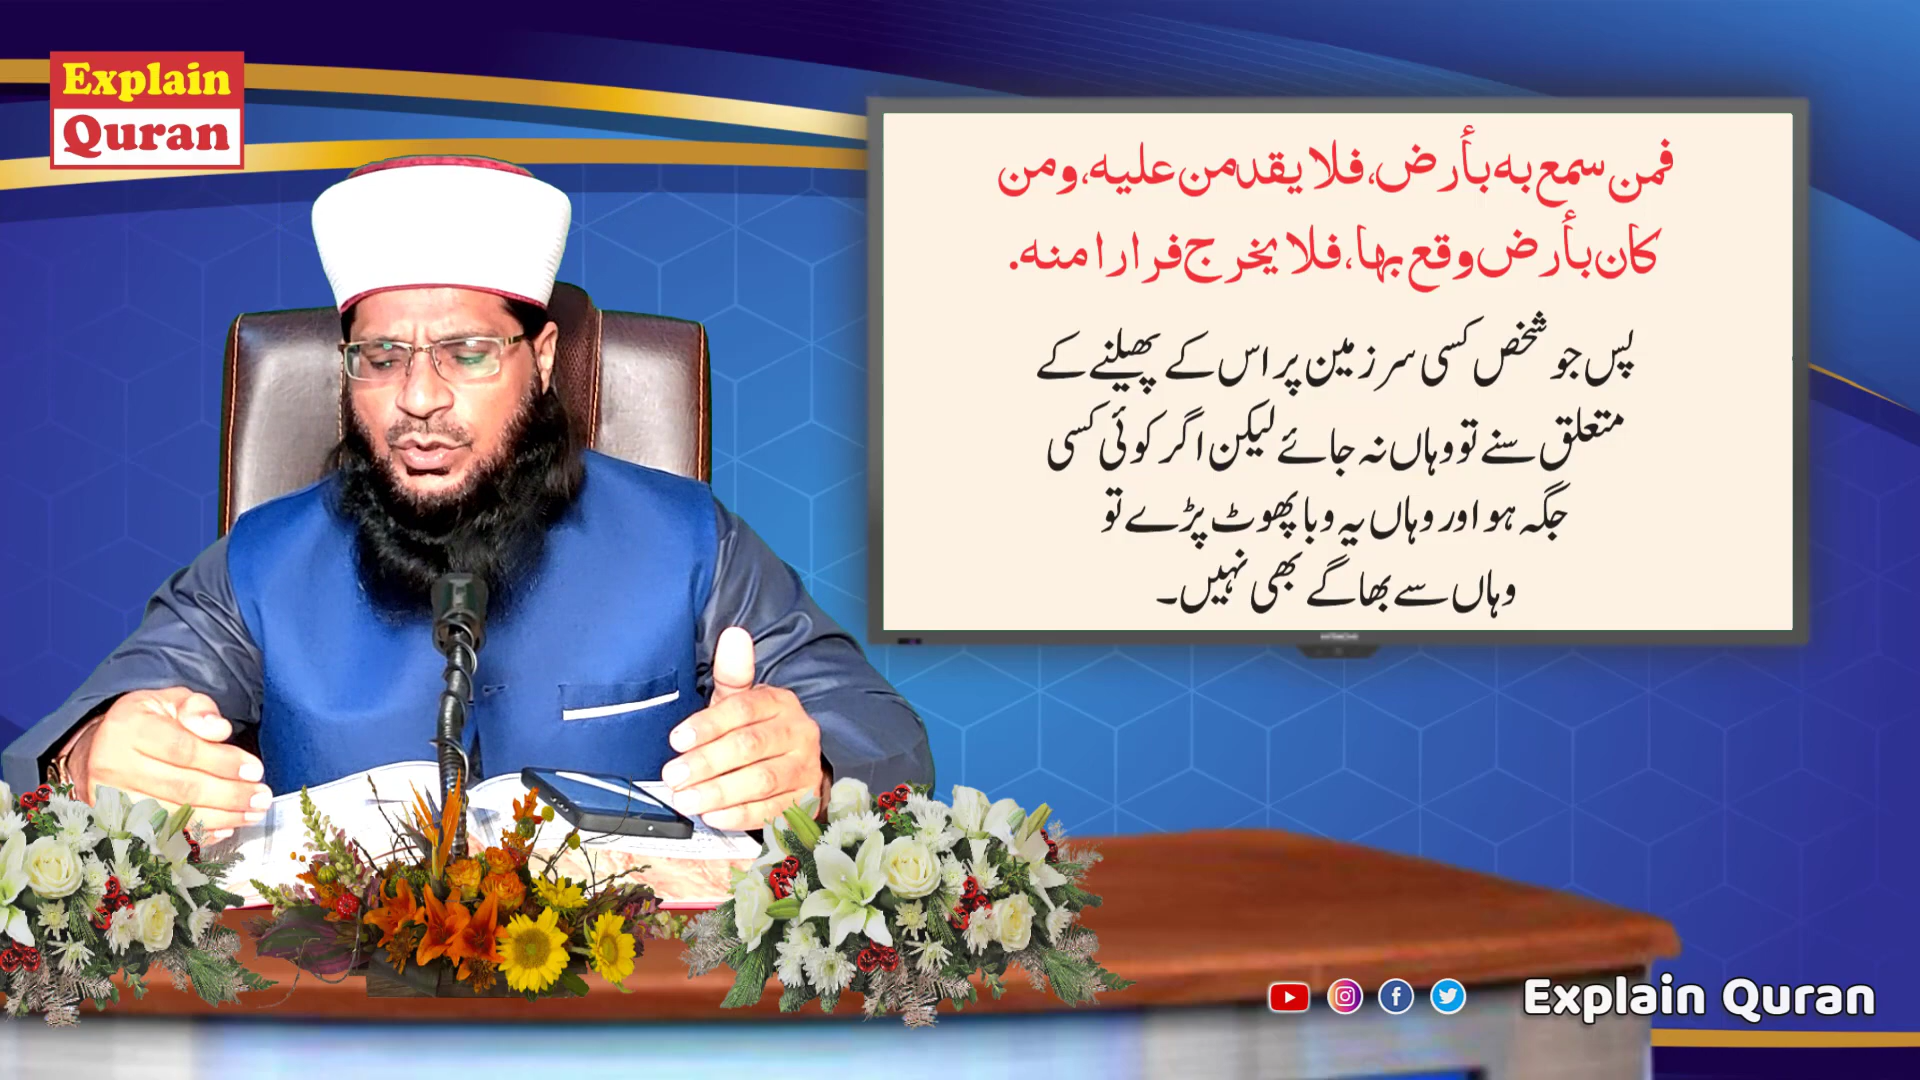 Explain
Quran
فمن سمع به بأرض، فلا يقدمن عليه، ومن
كان بأرض وقع بها، فلا يخرج فرارا منه.
پس جو شخص کسی سرزمین پر اس کے پھیلنے کے
متعلق سنے تو وہاں نہ جائے لیکن اگر کوئی کسی
جگہ ہو اور وہاں یہ وبا پھوٹ پڑے تو
وہاں سے بھاگے بھی نہیں۔
HITACHI
Explain Quran